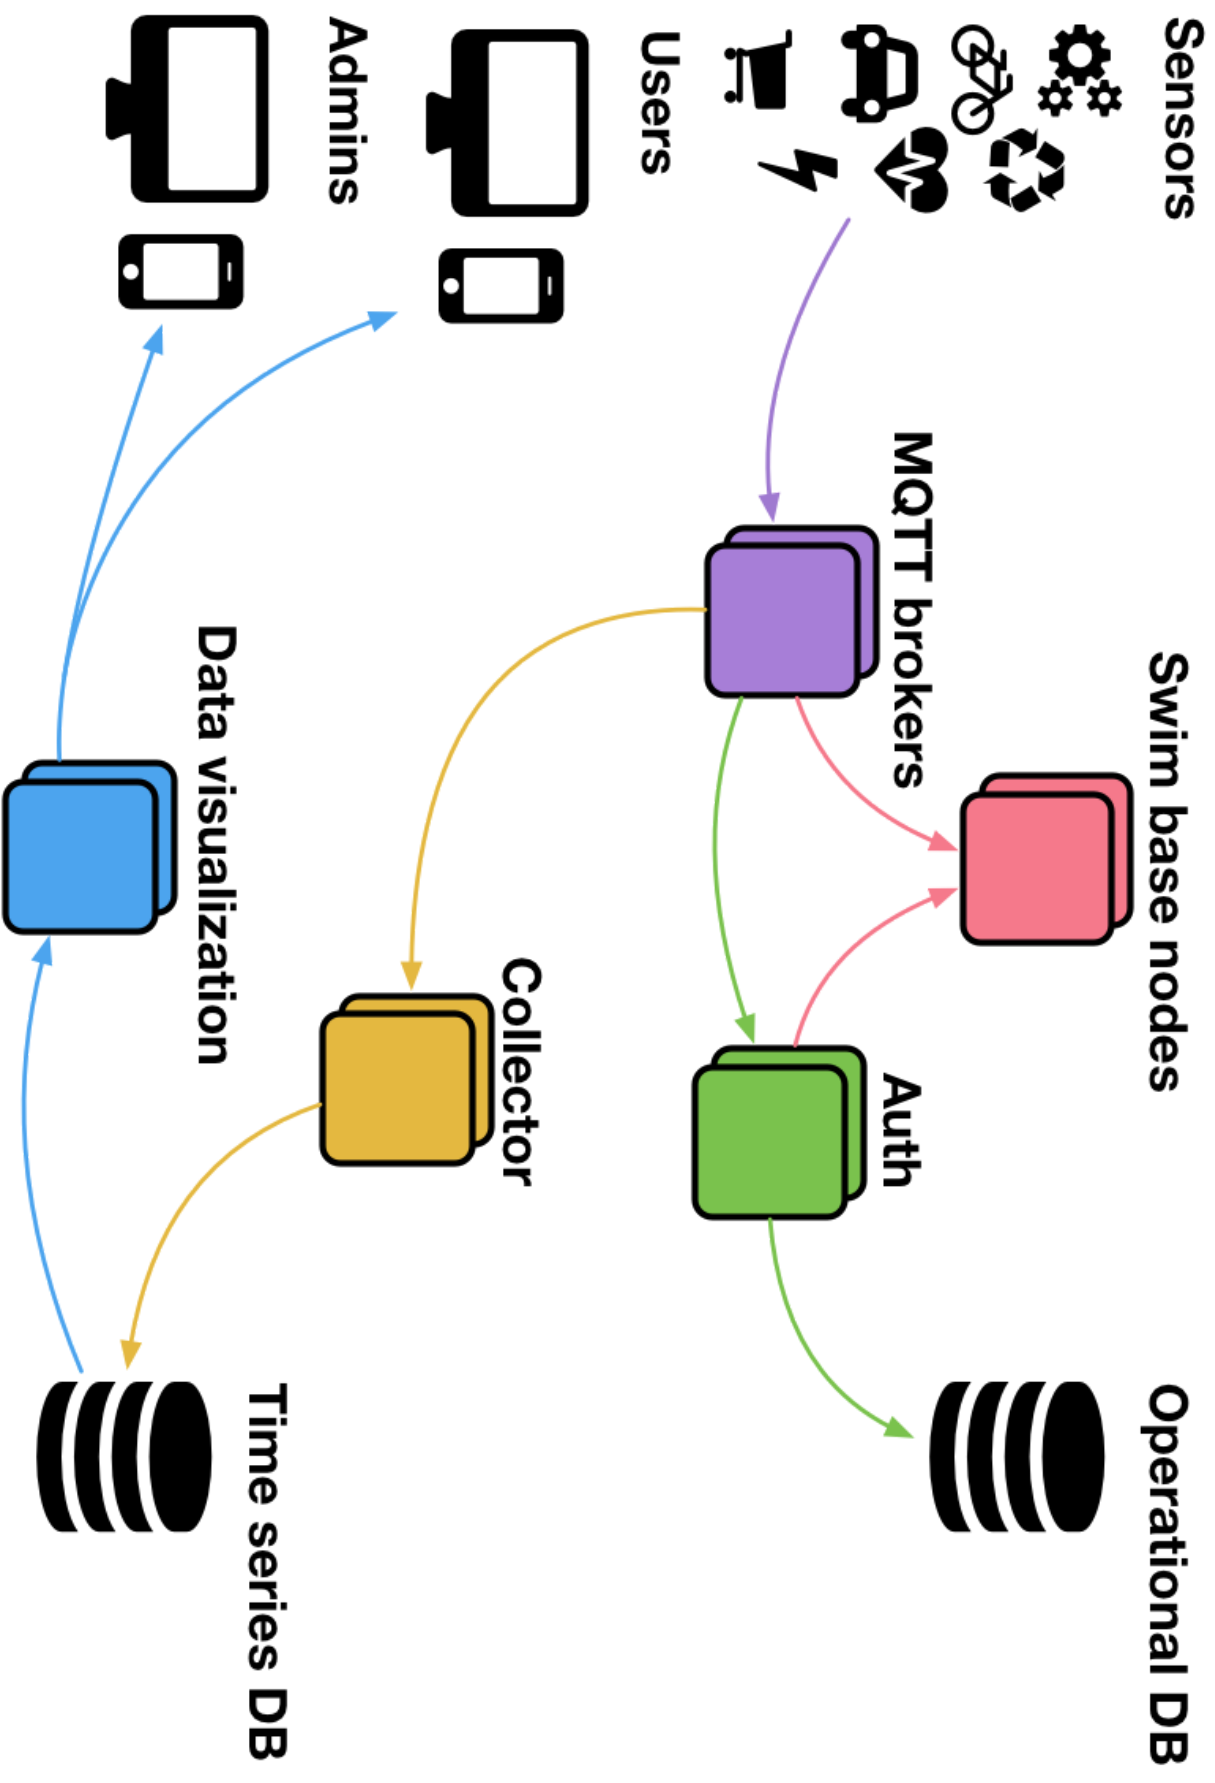 Sensors
Swim base nodes
Operational DB
MQTT brokers
Auth
Users
Collector
Admins
Data visualization
Time series DB